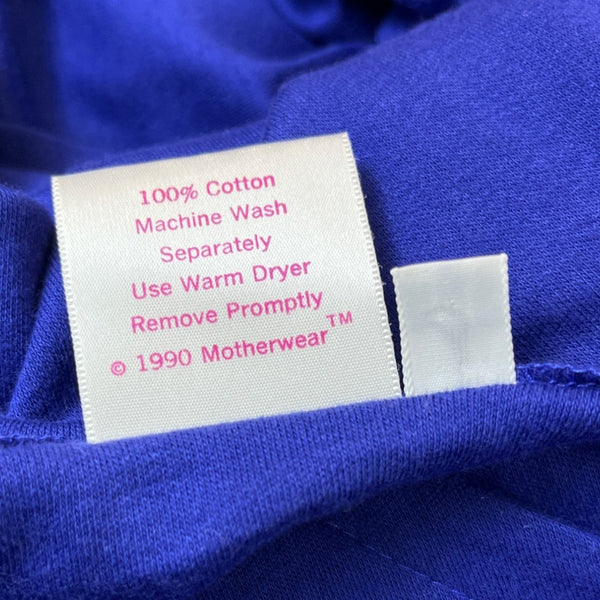 100% Cotton
Machine Wash
Separately
Use Warm Dryer
Remove Promptly
© 1990 Motherwear™